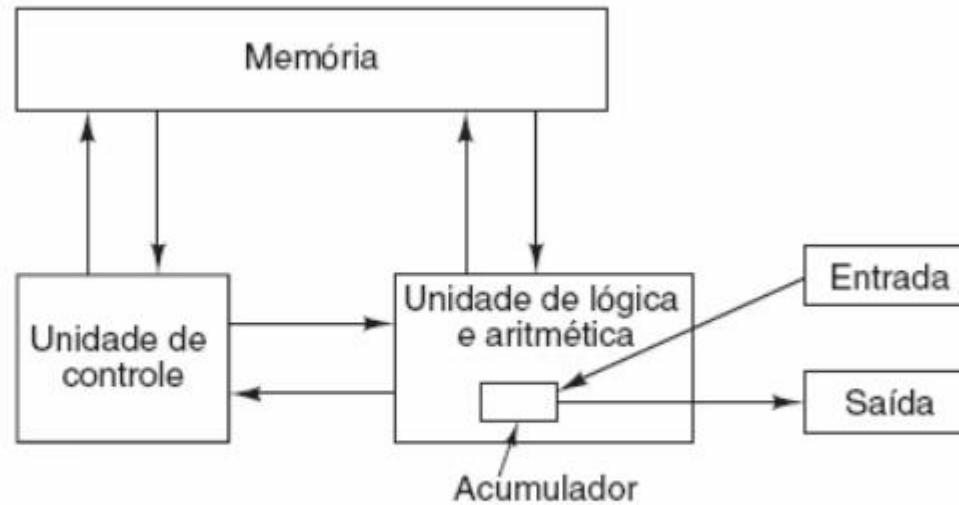 Memória
Unidade de
controle
Unidade de lógica
e aritmética
Entrada
Saída
Acumulador